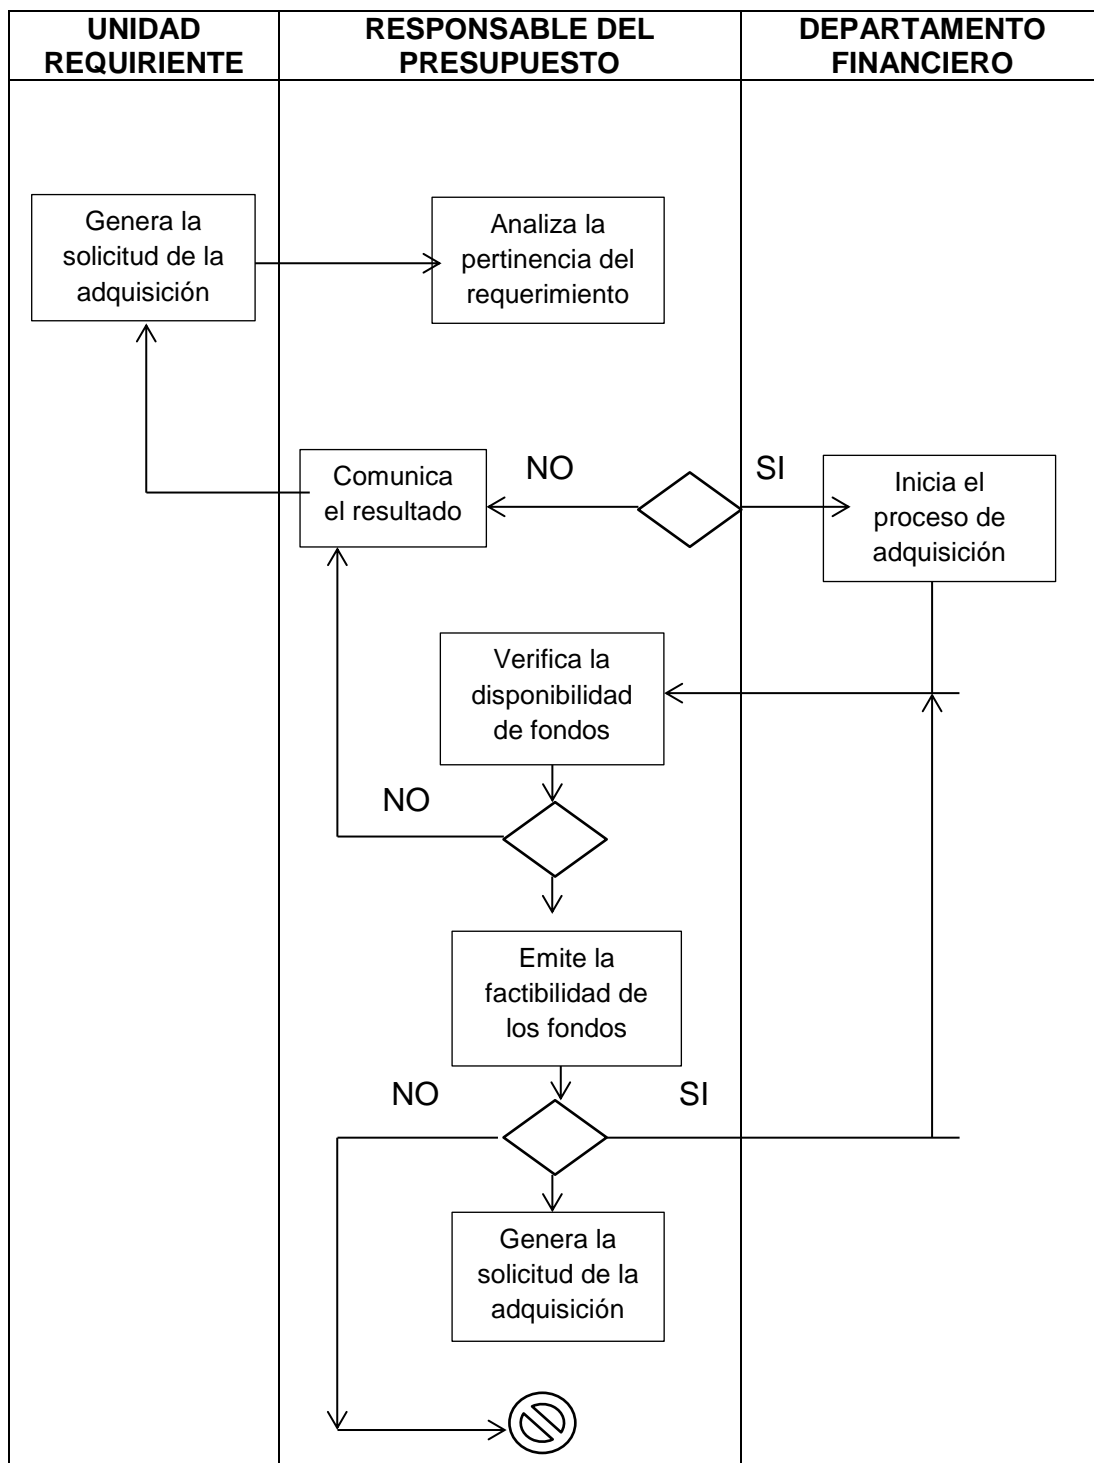 UNIDAD
REQUIRIENTE
RESPONSABLE DEL
PRESUPUESTO
DEPARTAMENTO
FINANCIERO
Genera la
solicitud de la
adquisición
Analiza la
pertinencia del
requerimiento
Comunica
el resultado
NO
SI
Inicia el
proceso de
adquisición
Verifica la
disponibilidad
de fondos
NO
Emite la
factibilidad de
los fondos
NO
SI
Genera la
solicitud de la
adquisición